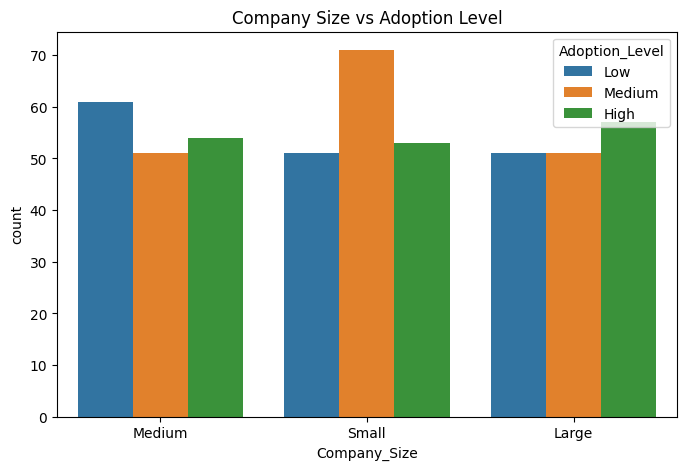 Company Size vs Adoption Level
Adoption_Level
Low
Medium
High
70
60
50
40
30
20
10
0
count
Medium
Small
Large
Company_Size